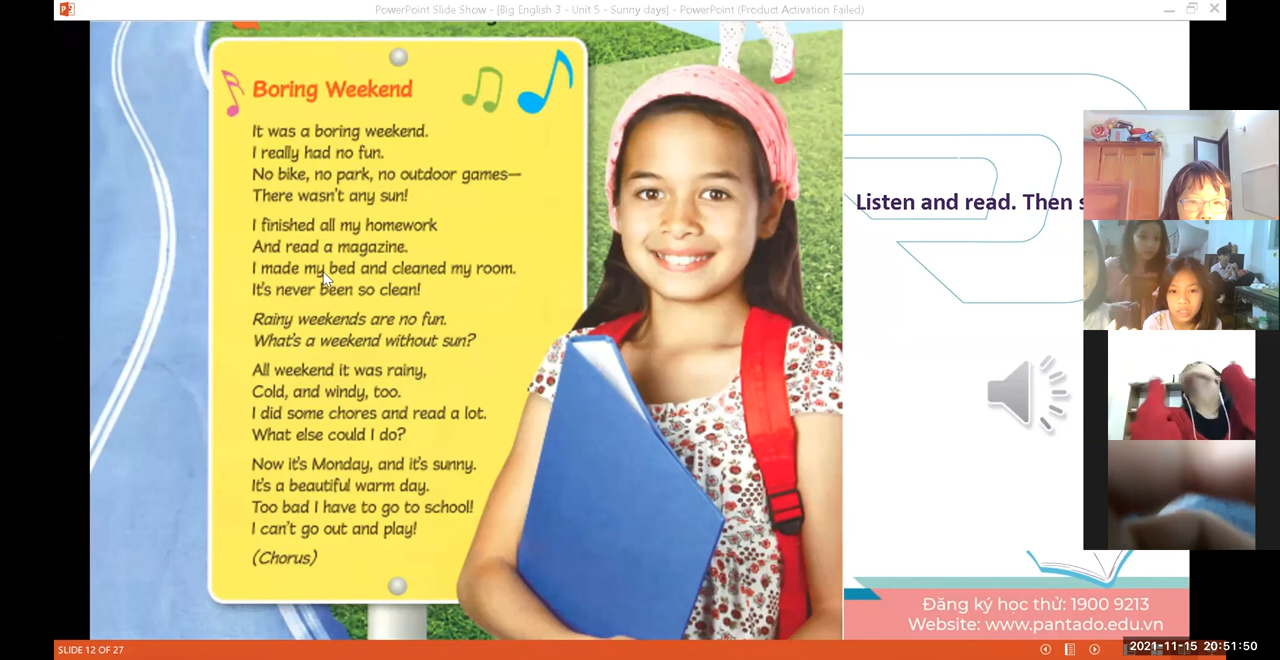 PowerPoint Slide Show - [Big English 3 - Unit 5 - Sunny days] - PowerPoint (Product Activation Failed)
Boring Weekend
It was a boring weekend.
I really had no fun.
No bike, no park, no outdoor games—
There wasn't any sun!
I finished all my homework
And read a magazine.
I made my bed and cleaned my room.
It's never been so clean!
Rainy weekends are no fun.
What's a weekend without sun?
All weekend it was rainy,
Cold, and windy, too.
I did some chores and read a lot.
What else could I do?
Now it's Monday, and it's sunny.
It's a beautiful warm day.
Too bad I have to go to school!
I can't go out and play!
(Chorus)
Listen and read. Then
Đăng ký học thử: 1900 9213
Website: www.pantado.edu.vn
SLIDE 12 OF 27
2021-11-15 20:51:50